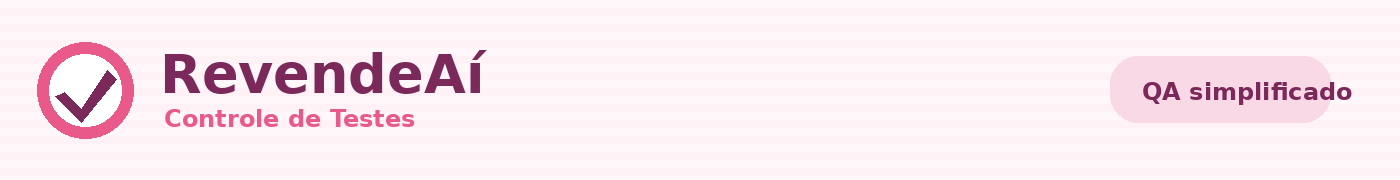 RevendeAí
Controle de Testes
QA simplificado